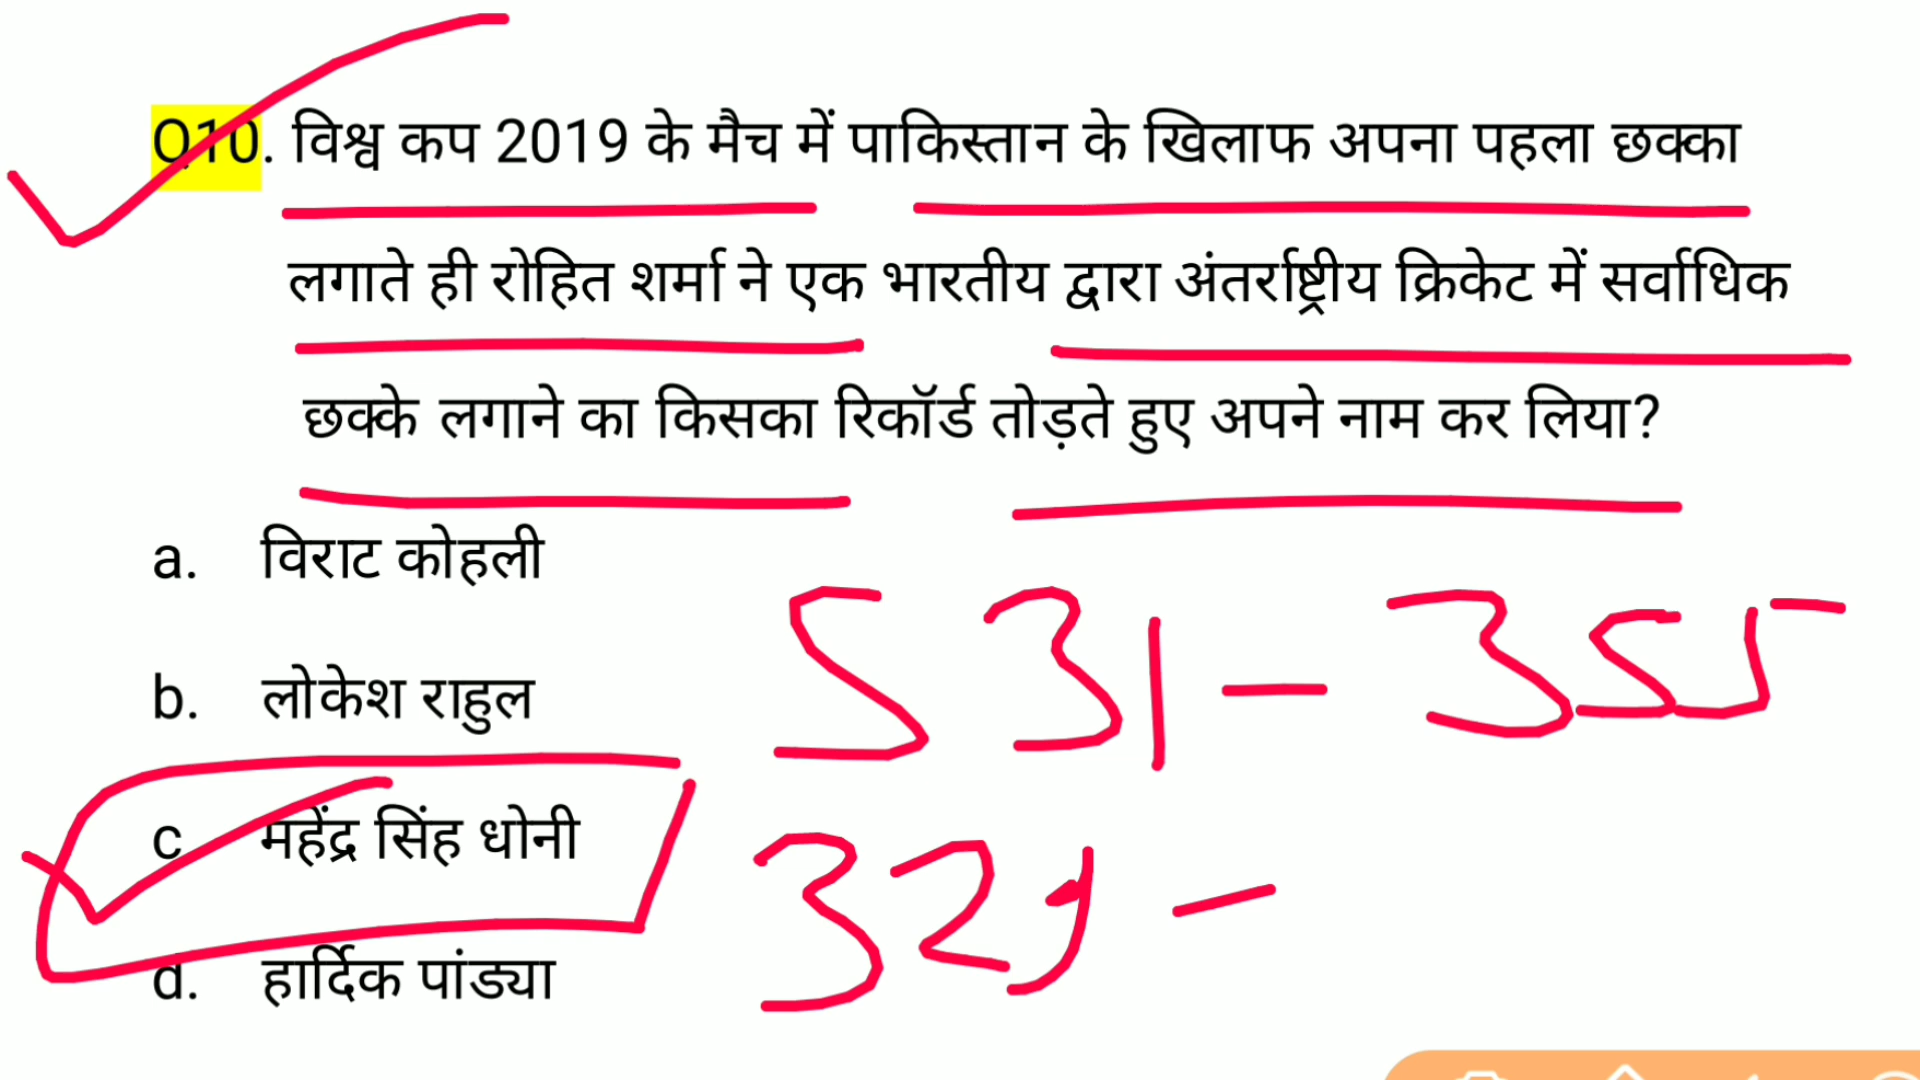 Q10. विश्व कप 2019 के मैच में पाकिस्तान के खिलाफ अपना पहला छक्का
लगाते ही रोहित शर्मा ने एक भारतीय द्वारा अंतर्राष्ट्रीय क्रिकेट में सर्वाधिक
छक्के लगाने का किसका रिकॉर्ड तोड़ते हुए अपने नाम कर लिया?
a. विराट कोहली
531 - 355
b. लोकेश राहुल
c महेंद्र सिंह धोनी
329 -
d. हार्दिक पांड्या